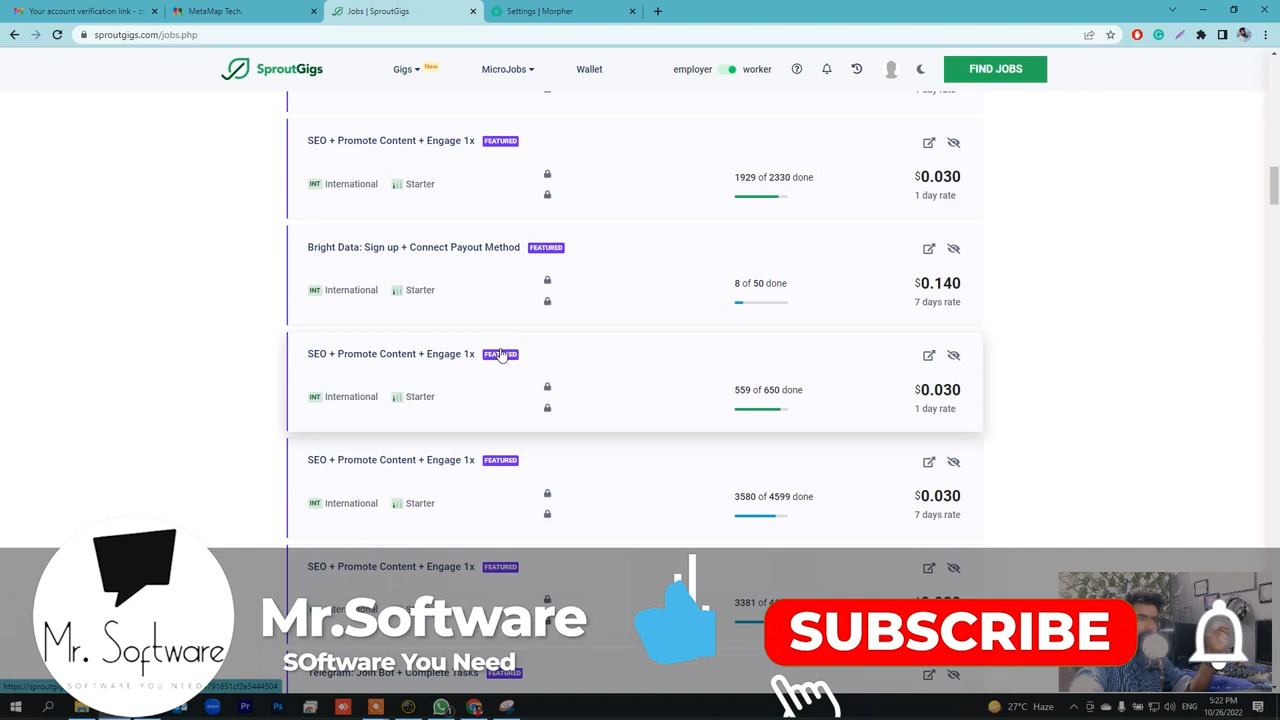 Your account verification link - z
MetaMap Tech.
Jobs | SproutGigs
Settings | Morpher
sproutgigs.com/jobs.php
SproutGigs
Gigs
New
MicroJobs
Wallet
employer
worker
FIND JOBS
SEO + Promote Content + Engage 1x FEATURED
INT International Starter
1929 of 2330 done
$0.030
1 day rate
Bright Data: Sign up + Connect Payout Method FEATURED
INT International Starter
8 of 50 done
$0.140
7 days rate
SEO + Promote Content + Engage 1x FEATURED
INT International Starter
559 of 650 done
$0.030
1 day rate
SEO + Promote Content + Engage 1x FEATURED
INT International Starter
3580 of 4599 done
$0.030
7 days rate
SEO + Promote Content + Engage 1x FEATURED
Mr.Software
SOftware You Need
SUBSCRIBE
Mr. Software
SOFTWARE YOU NEED
Telegram: Join Bot + Complete Tasks FEATURED
27°C Haze
ENG
5:22 PM
10/26/2022